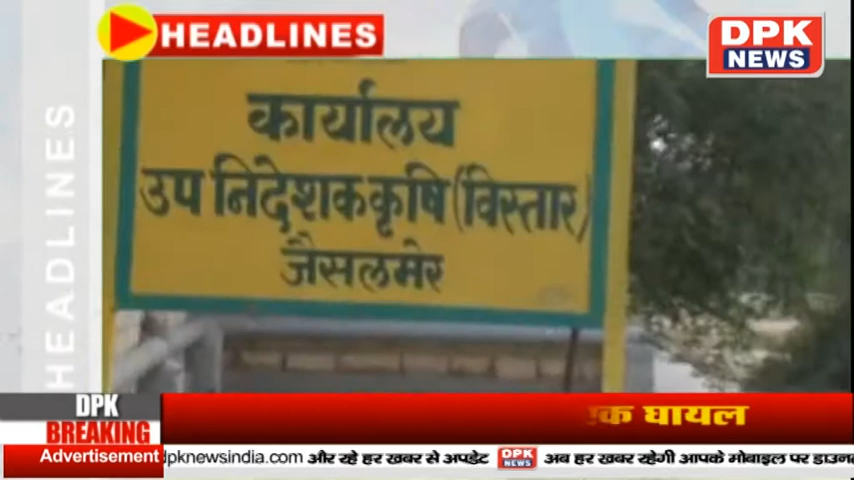 HEADLINES
DPK
NEWS
HEADLINES
कार्यालय
उप निदेशक कृषि (विस्तार)
जैसलमेर
DPK
BREAKING
घायल
Advertisement
dpknewsindia.com और रहे हर खबर से अपडेट DPK NEWS अब हर खबर रहेगी आपके मोबाइल पर